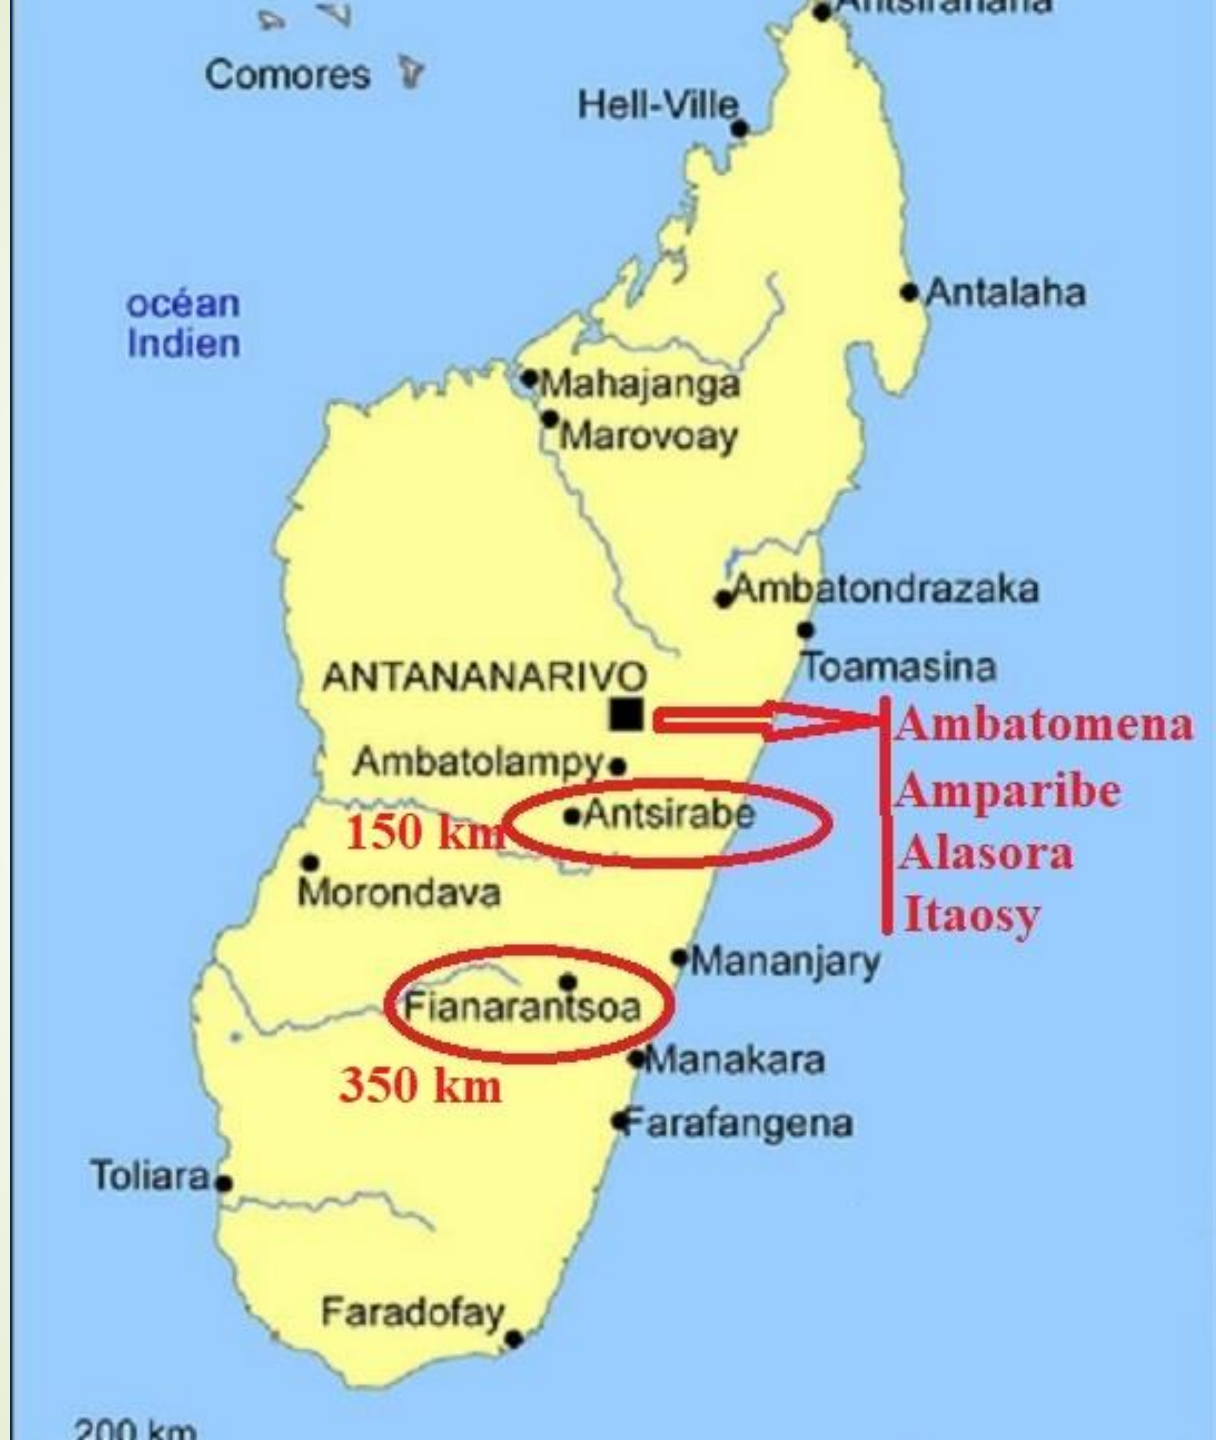 Antsiranana
Comores
Hell-Ville
océan
Indien
Antalaha
Mahajanga
Marovoay
Ambatondrazaka
Toamasina
ANTANANARIVO
Ambatomena
Ambatolampy
Amparibe
Antsirabe
150 km
Alasora
Morondava
Itaosy
Mananjary
Fianarantsoa
Manakara
350 km
Farafangena
Toliara
Faradofay
200 km